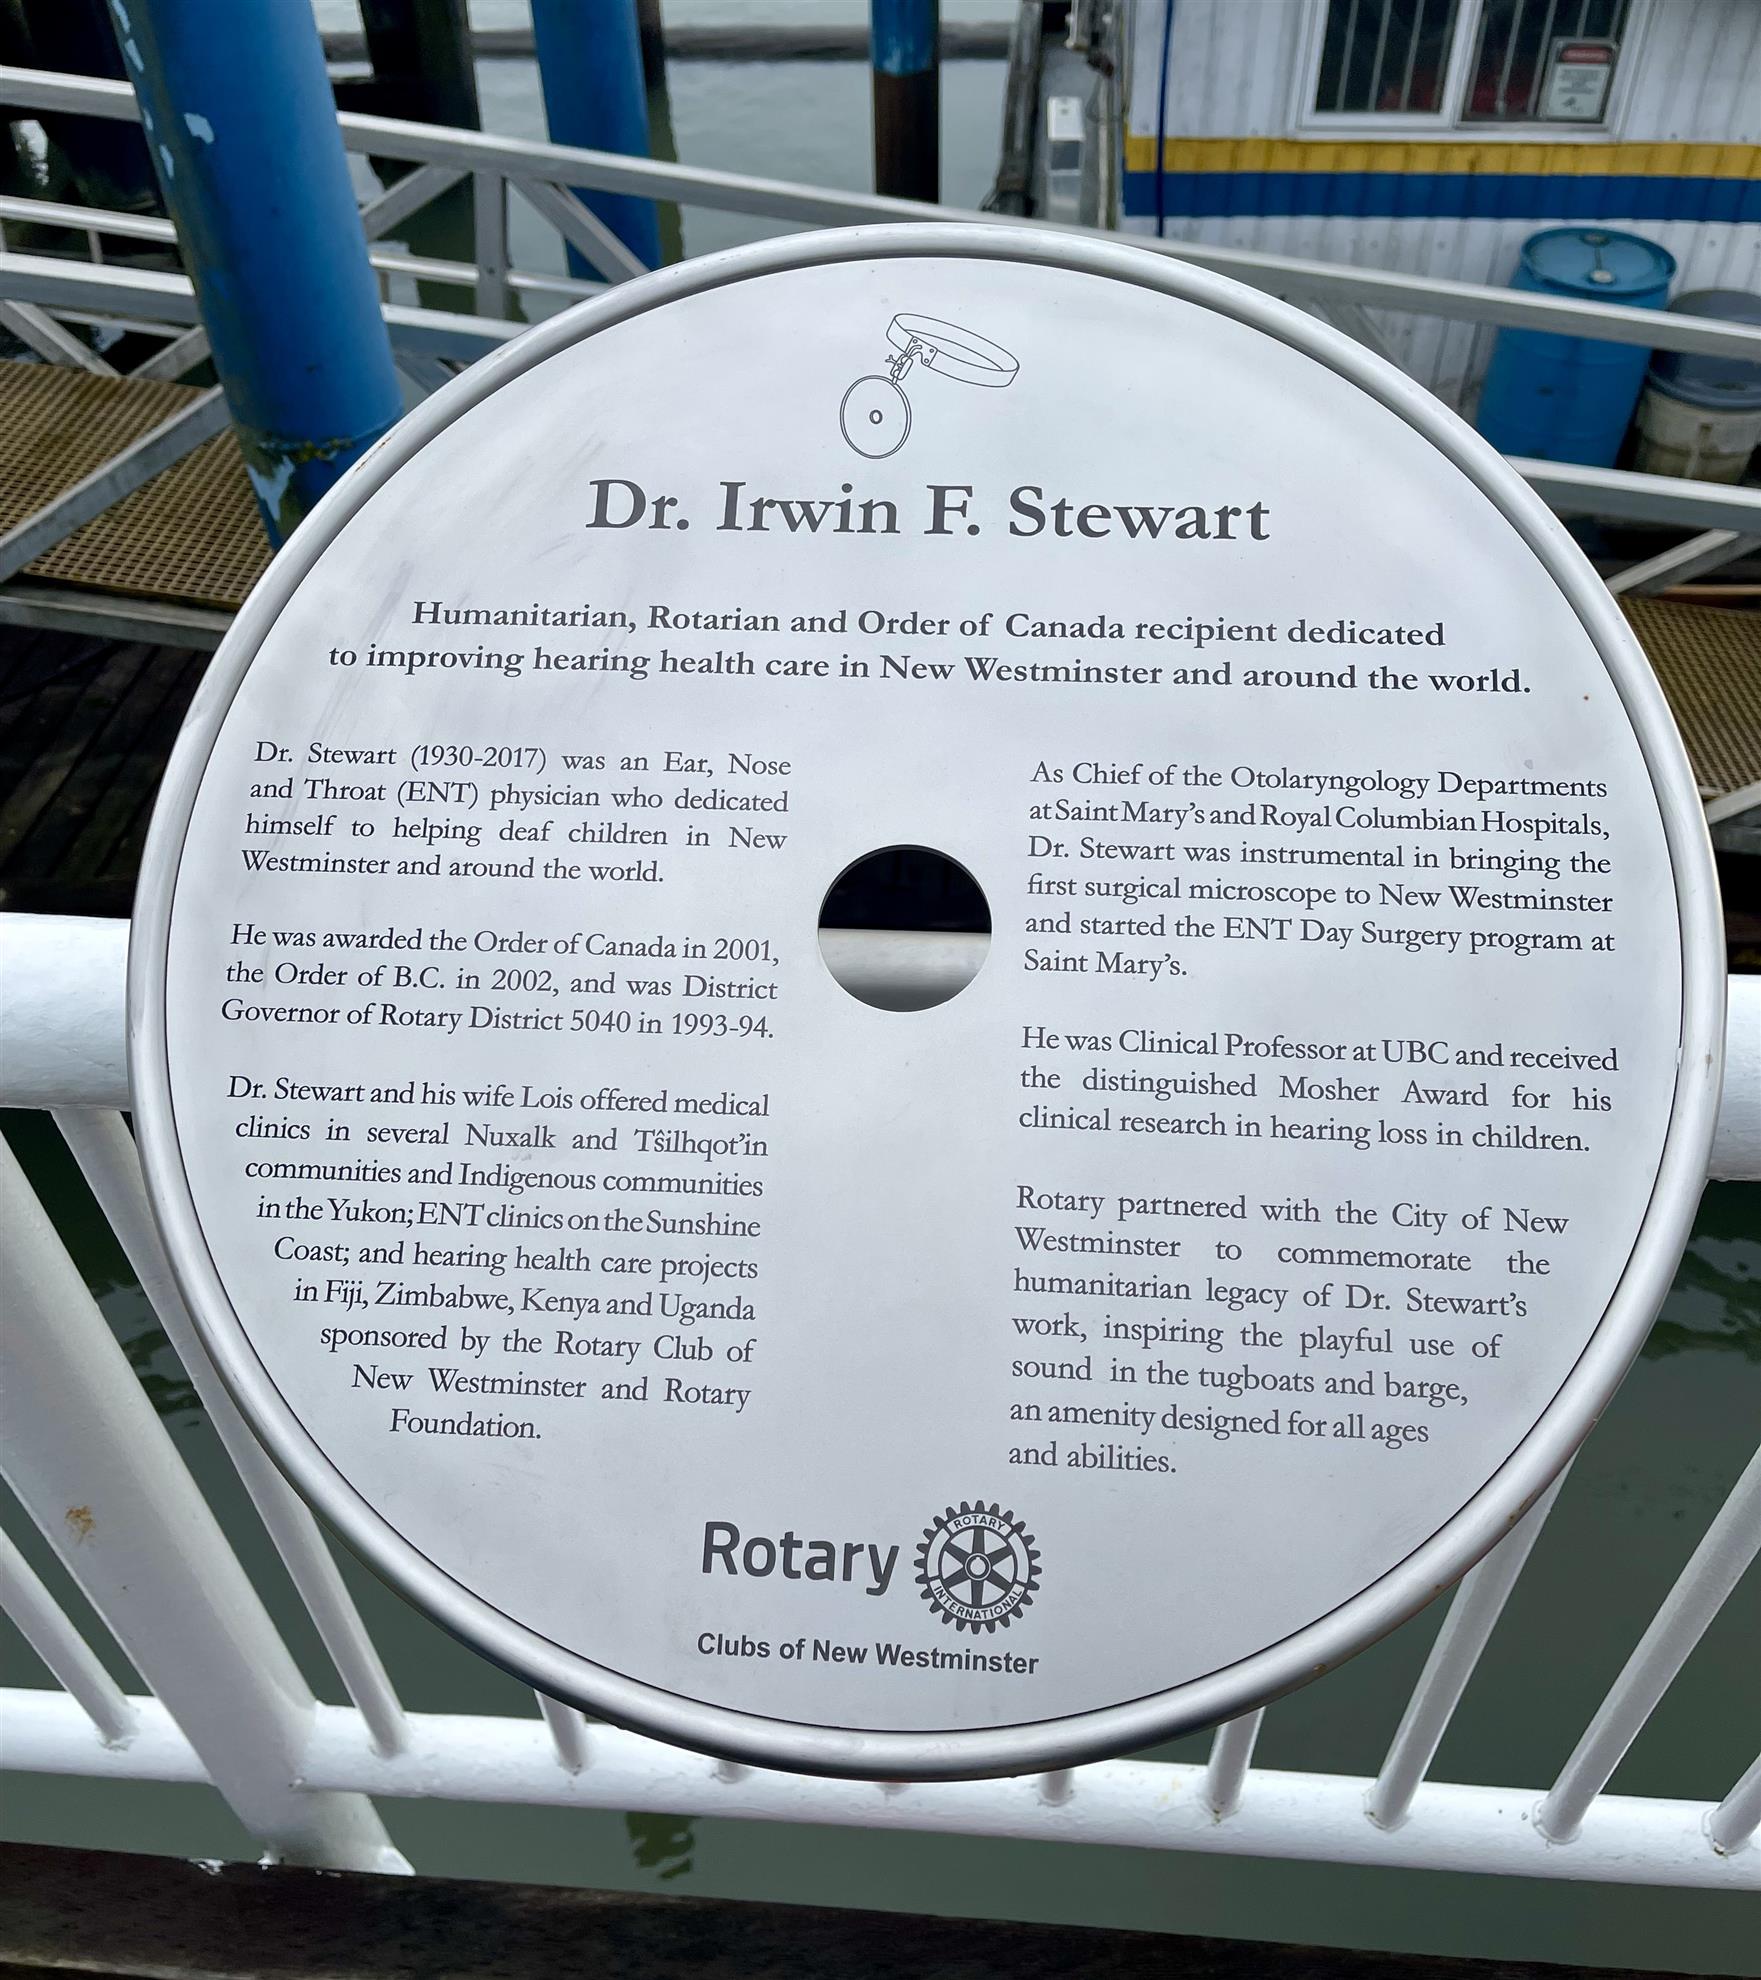 Dr. Irwin F. Stewart
Humanitarian, Rotarian and Order of Canada recipient dedicated
to improving hearing health care in New Westminster and around the world.
Dr. Stewart (1930-2017) was an Ear, Nose
and Throat (ENT) physician who dedicated
himself to helping deaf children in New
Westminster and around the world.
He was awarded the Order of Canada in 2001,
the Order of B.C. in 2002, and was District
Governor of Rotary District 5040 in 1993-94.
Dr. Stewart and his wife Lois offered medical
clinics in several Nuxalk and Tŝilhqot’in
communities and Indigenous communities
in the Yukon; ENT clinics on the Sunshine
Coast; and hearing health care projects
in Fiji, Zimbabwe, Kenya and Uganda
sponsored by the Rotary Club of
New Westminster and Rotary
Foundation.
As Chief of the Otolaryngology Departments
at Saint Mary’s and Royal Columbian Hospitals,
Dr. Stewart was instrumental in bringing the
first surgical microscope to New Westminster
and started the ENT Day Surgery program at
Saint Mary’s.
He was Clinical Professor at UBC and received
the distinguished Mosher Award for his
clinical research in hearing loss in children.
Rotary partnered with the City of New
Westminster to commemorate the
humanitarian legacy of Dr. Stewart’s
work, inspiring the playful use of
sound in the tugboats and barge,
an amenity designed for all ages
and abilities.
Rotary
ROTARY
INTERNATIONAL
Clubs of New Westminster